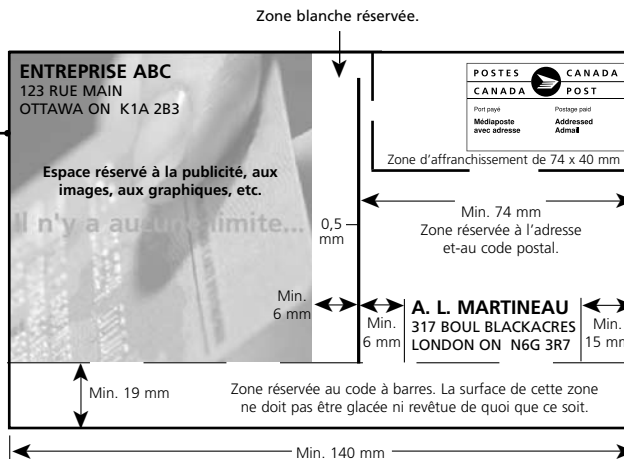 Zone blanche réservée.
ENTREPRISE ABC
123 RUE MAIN
OTTAWA ON  K1A 2B3
POSTES CANADA
CANADA POST
Port payé
Postage paid
Médiaposte
avec adresse
Addressed
Admail
Zone d'affranchissement de 74 x 40 mm
Espace réservé à la publicité, aux
images, aux graphiques, etc.
Il n'y a aucune limite...
0,5
mm
Min. 74 mm
Zone réservée à l'adresse
et-au code postal.
Min.
6 mm
Min.
6 mm
A. L. MARTINEAU
317 BOUL BLACKACRES
LONDON ON  N6G 3R7
Min.
15 mm
Min. 19 mm
Zone réservée au code à barres. La surface de cette zone
ne doit pas être glacée ni revêtue de quoi que ce soit.
Min. 140 mm